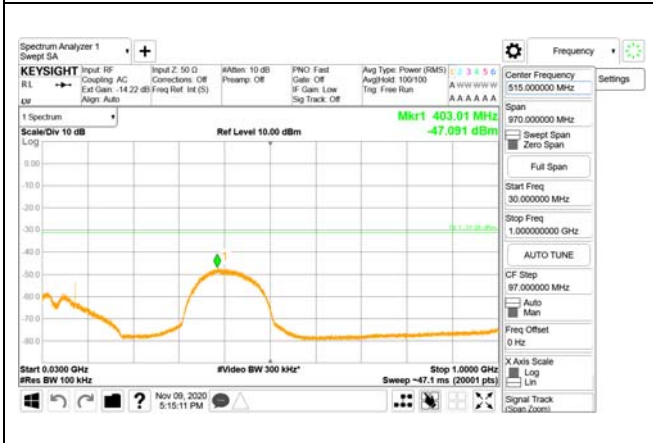 Spectrum Analyzer 1
Swept SA
Frequency
KEYSIGHT
Input: RF
Coupling: AC
Ext Gain: -14.22 dB
Align: Auto
Input Z: 50 Ω
Corrections: Off
Freq Ref: Int (S)
#Atten: 10 dB
Preamp: Off
PNO: Fast
Gate: Off
IF Gain: Low
Sig Track: Off
Avg Type: Power (RMS)
Avg|Hold: 100/100
Trig: Free Run
1 2 3 4 5 6
A W W W W W
A A A A A A
R L
1 Spectrum
Mkr1 403.01 MHz
-47.091 dBm
Scale/Div 10 dB
Ref Level 10.00 dBm
Log
0.00
-10.0
-20.0
-30.0
-40.0
-50.0
-60.0
-70.0
-80.0
1
Start 0.0300 GHz
#Video BW 300 kHz*
Stop 1.0000 GHz
#Res BW 100 kHz
Sweep ~47.1 ms (20001 pts)
Nov 09, 2020
5:15:11 PM
?
Center Frequency
515.000000 MHz
Settings
Span
970.000000 MHz
Swept Span
Zero Span
Full Span
Start Freq
30.000000 MHz
Stop Freq
1.000000000 GHz
AUTO TUNE
CF Step
97.000000 MHz
Auto
Man
Freq Offset
0 Hz
X Axis Scale
Log
Lin
Signal Track
(Span Zoom)